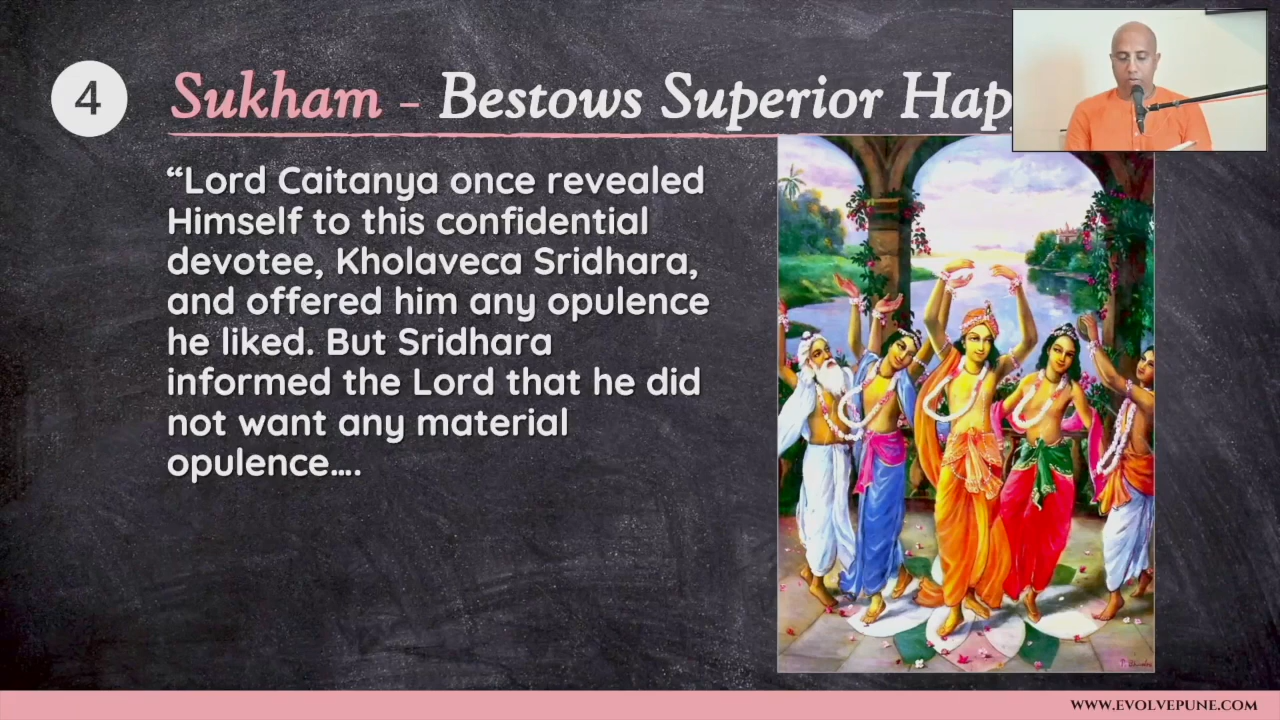 4
Sukham - Bestows Superior Hap
“Lord Caitanya once revealed
Himself to this confidential
devotee, Kholaveca Sridhara,
and offered him any opulence
he liked. But Sridhara
informed the Lord that he did
not want any material
opulence....
WWW.EVOLVEPUNE.COM